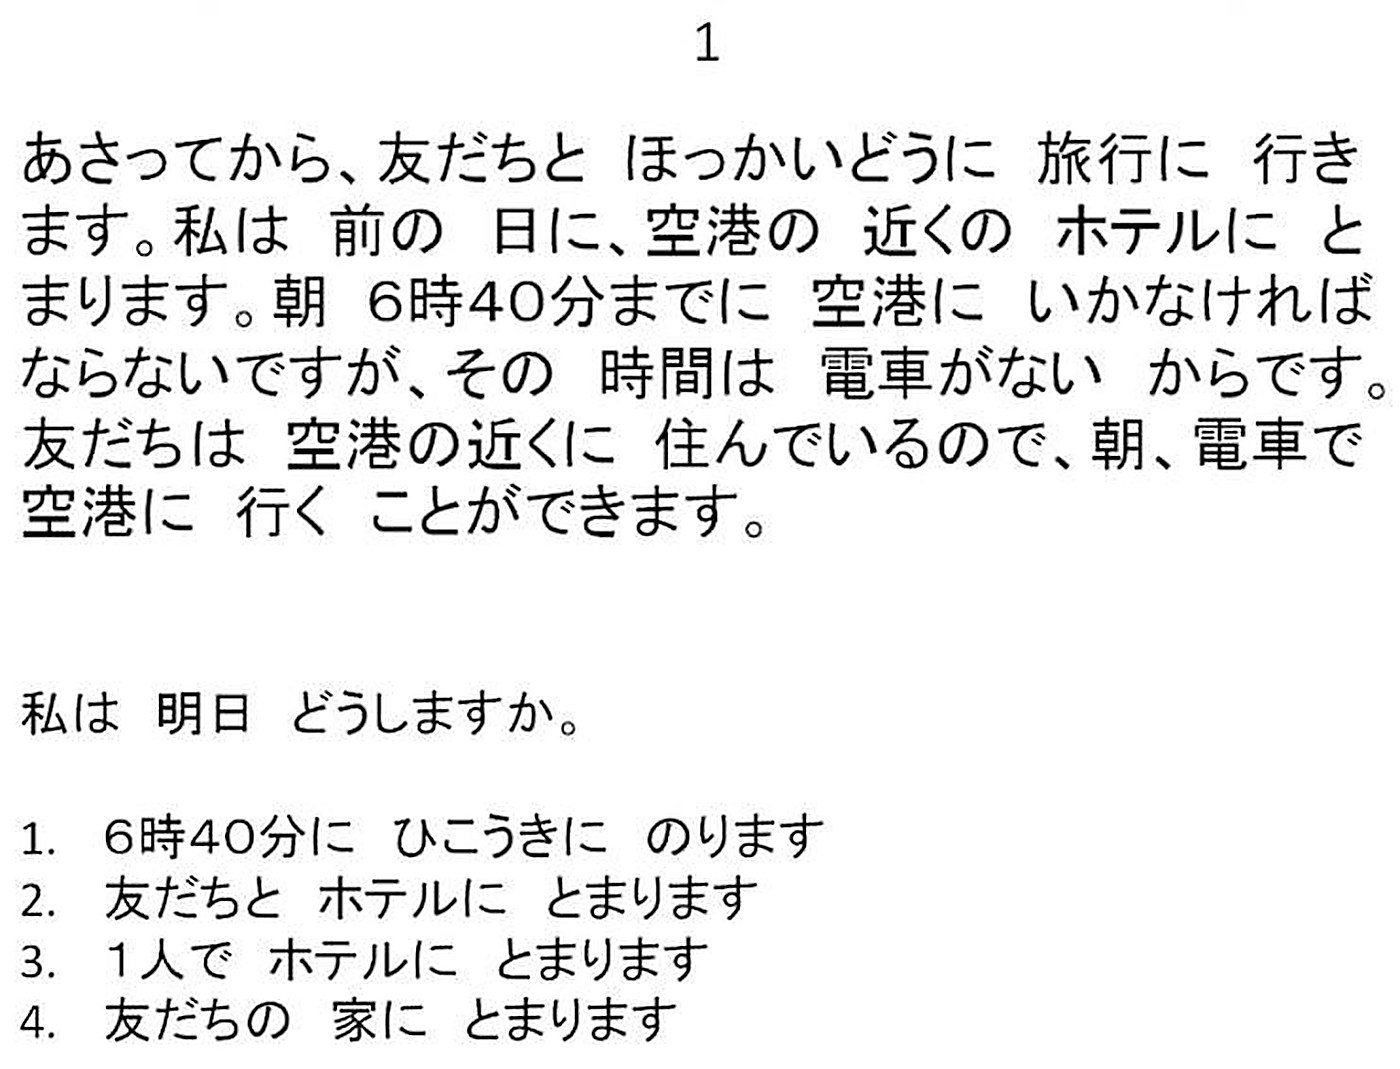 1
あさってから、友だちと　ほっかいどうに　旅行に　行き
ます。私は　前の　日に、空港の　近くの　ホテルに　と
まります。朝　６時４０分までに　空港に　いかなければ
ならないですが、その　時間は　電車がない　からです。
友だちは　空港の近くに　住んでいるので、朝、電車で
空港に　行く　ことができます。
私は　明日　どうしますか。
1.　６時４０分に　ひこうきに　のります
2.　友だちと　ホテルに　とまります
3.　１人で　ホテルに　とまります
4.　友だちの　家に　とまります